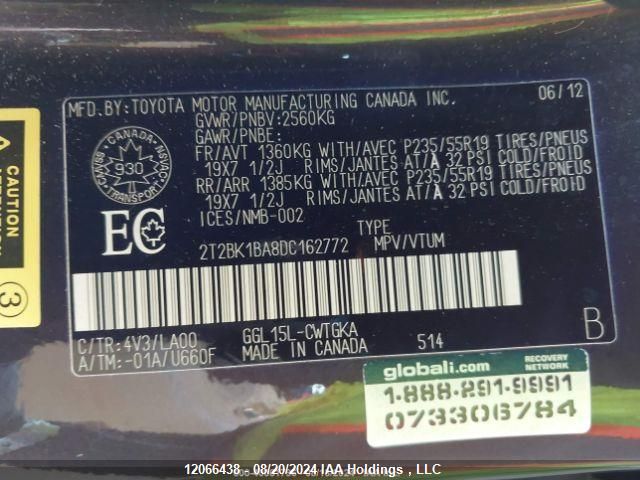 MFD.BY:TOYOTA MOTOR MANUFACTURING CANADA INC. 06/12
GVWR/PNBV:2560KG
GAWR/PNBE:
FR/AVT 1360KG WITH/AVEC P235/55R19 TIRES/PNEUS
19X7 1/2J RIMS/JANTES AT/À 32 PSI COLD/FROID
RR/ARR 1385KG WITH/AVEC P235/55R19 TIRES/PNEUS
19X7 1/2J RIMS/JANTES AT/À 32 PSI COLD/FROID
ICES/NMB-002
CANADA
930
TRANSPORT
NSVAC
EC
TYPE
2T2BK1BA8DC162772 MPV/VTUM
C/TR:4V3/LA00 GGL15L-CWTGKA
A/TM:-01A/U660F MADE IN CANADA 514
B
CAUTION
3
globali.com RECOVERY NETWORK
1-888-291-9991
073306784
12066438 - 08/20/2024 IAA Holdings , LLC